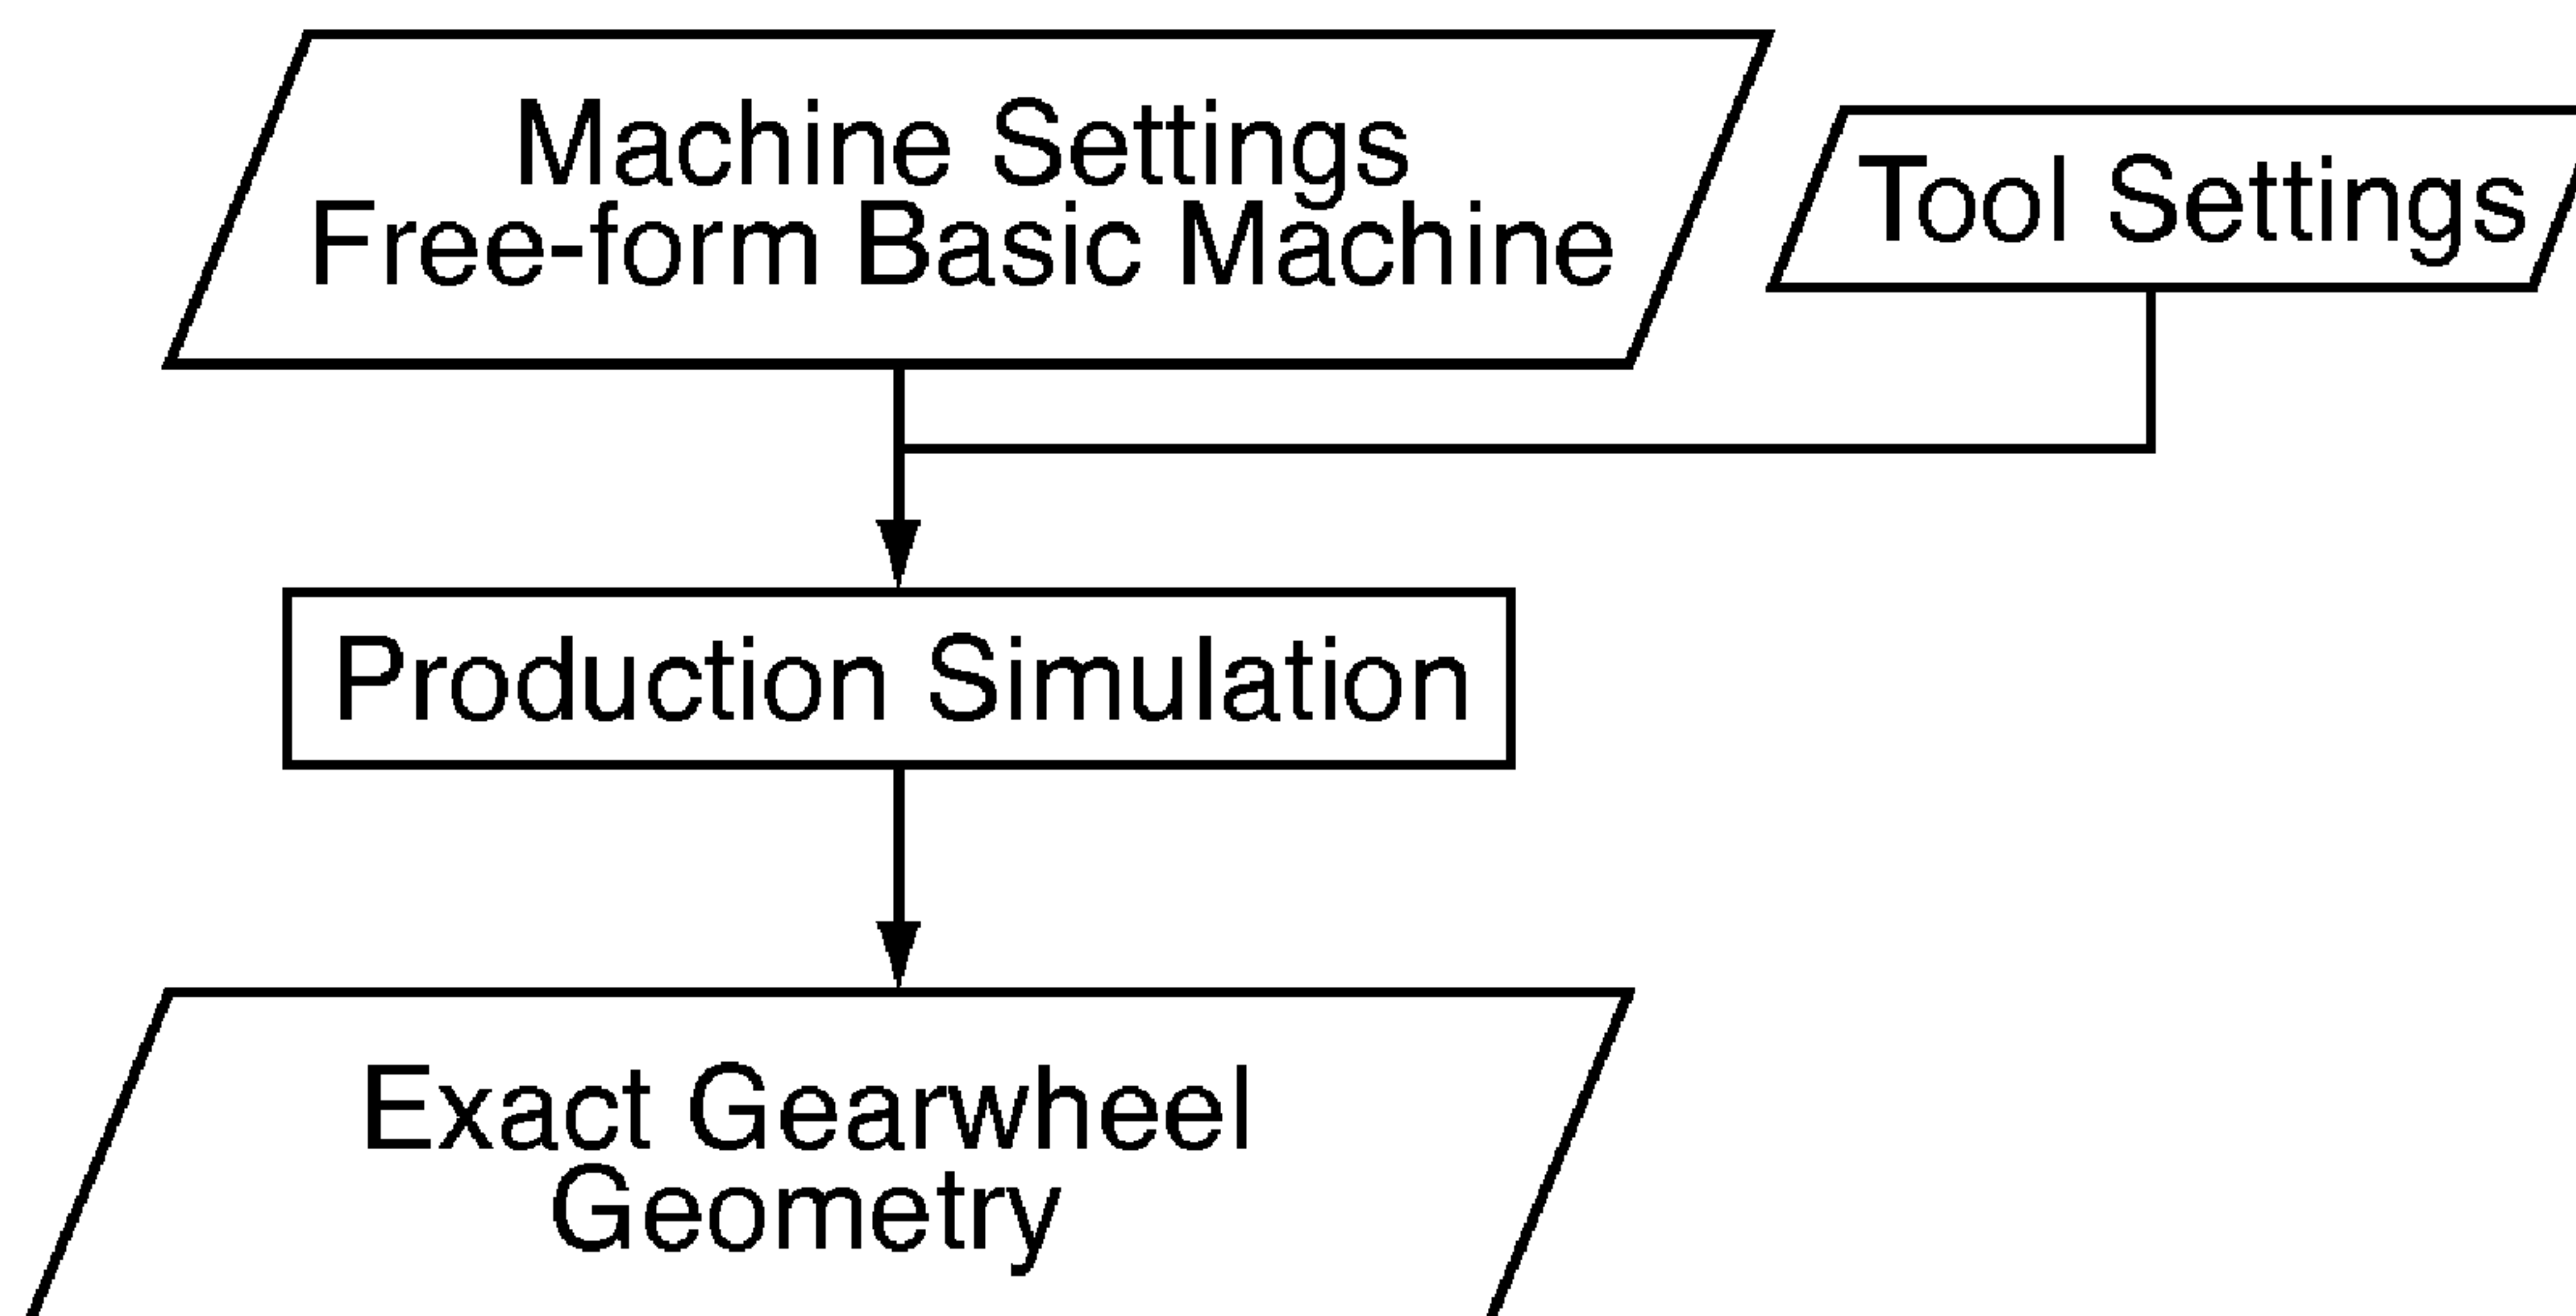 Machine Settings
Free-form Basic Machine
Tool Settings
Production Simulation
Exact Gearwheel
Geometry